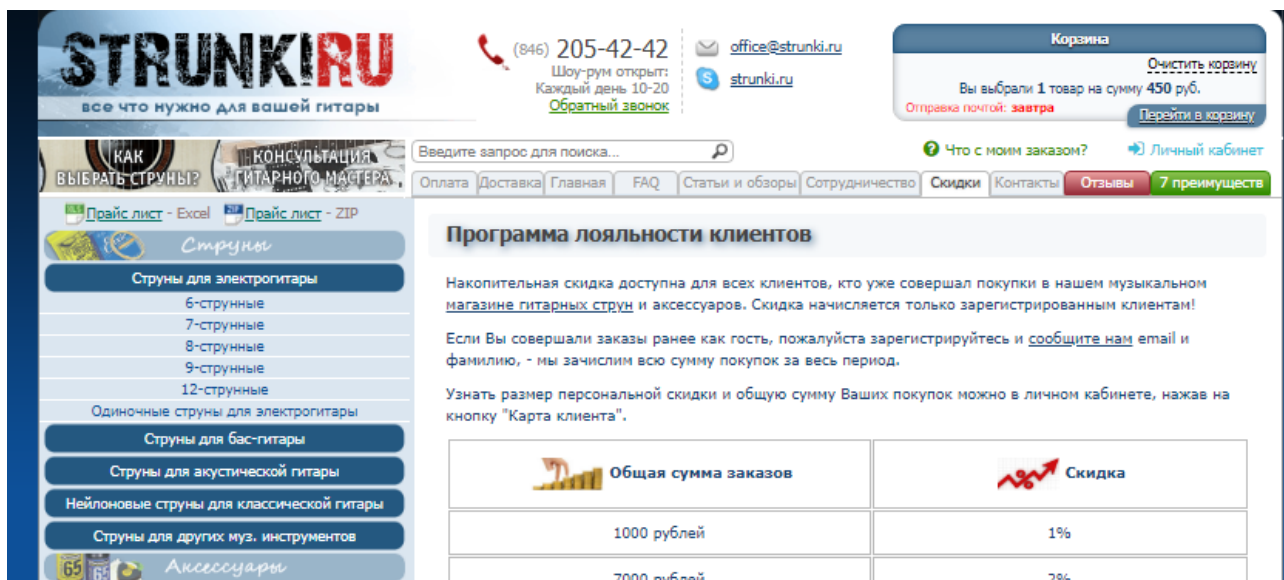 STRUNKIRU
все что нужно для вашей гитары
(846) 205-42-42
Шоу-рум открыт:
Каждый день 10-20
Обратный звонок
office@strunki.ru
strunki.ru
Корзина
Очистить корзину
Вы выбрали 1 товар на сумму 450 руб.
Отправка почтой: завтра
Перейти в корзину
КАК
ВЫБРАТЬ СТРУНЫ?
КОНСУЛЬТАЦИЯ
ГИТАРНОГО МАСТЕРА
Введите запрос для поиска...
Что с моим заказом?
Личный кабинет
Оплата Доставка Главная FAQ Статьи и обзоры Сотрудничество Скидки Контакты Отзывы 7 преимуществ
Прайс лист - Excel Прайс лист - ZIP
Струны
Струны для электрогитары
6-струнные
7-струнные
8-струнные
9-струнные
12-струнные
Одиночные струны для электрогитары
Струны для бас-гитары
Струны для акустической гитары
Нейлоновые струны для классической гитары
Струны для других муз. инструментов
65
65
Аксессуары
Программа лояльности клиентов
Накопительная скидка доступна для всех клиентов, кто уже совершал покупки в нашем музыкальном
магазине гитарных струн и аксессуаров. Скидка начисляется только зарегистрированным клиентам!
Если Вы совершали заказы ранее как гость, пожалуйста зарегистрируйтесь и сообщите нам email и
фамилию, - мы зачислим всю сумму покупок за весь период.
Узнать размер персональной скидки и общую сумму Ваших покупок можно в личном кабинете, нажав на
кнопку "Карта клиента".
Общая сумма заказов Скидка
1000 рублей 1%
7000 рублей 2%